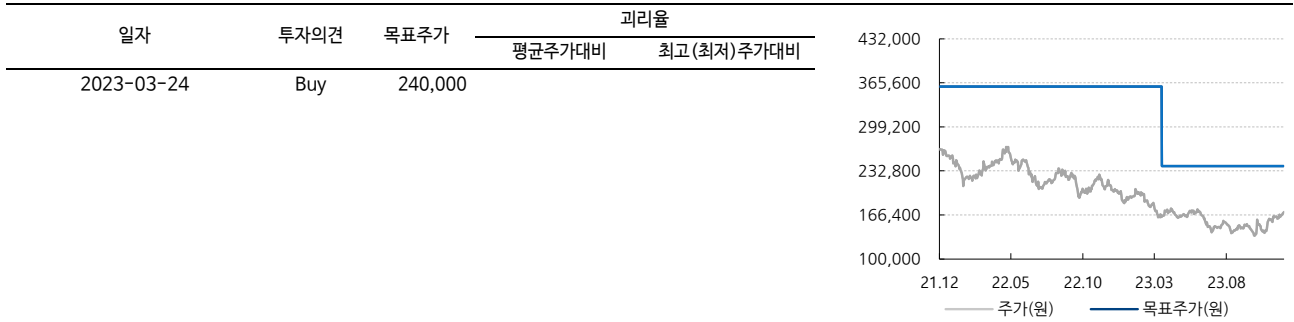 일자 투자의견 목표주가 괴리율
평균주가대비 최고(최저)주가대비
2023-03-24 Buy 240,000
432,000
365,600
299,200
232,800
166,400
100,000
21.12 22.05 22.10 23.03 23.08
주가(원) 목표주가(원)